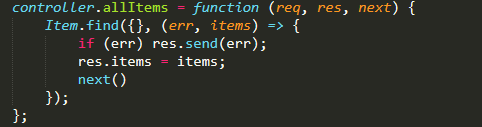 controller.allItems = function (req, res, next) {
    Item.find({}, (err, items) => {
        if (err) res.send(err);
        res.items = items;
        next()
    });
};